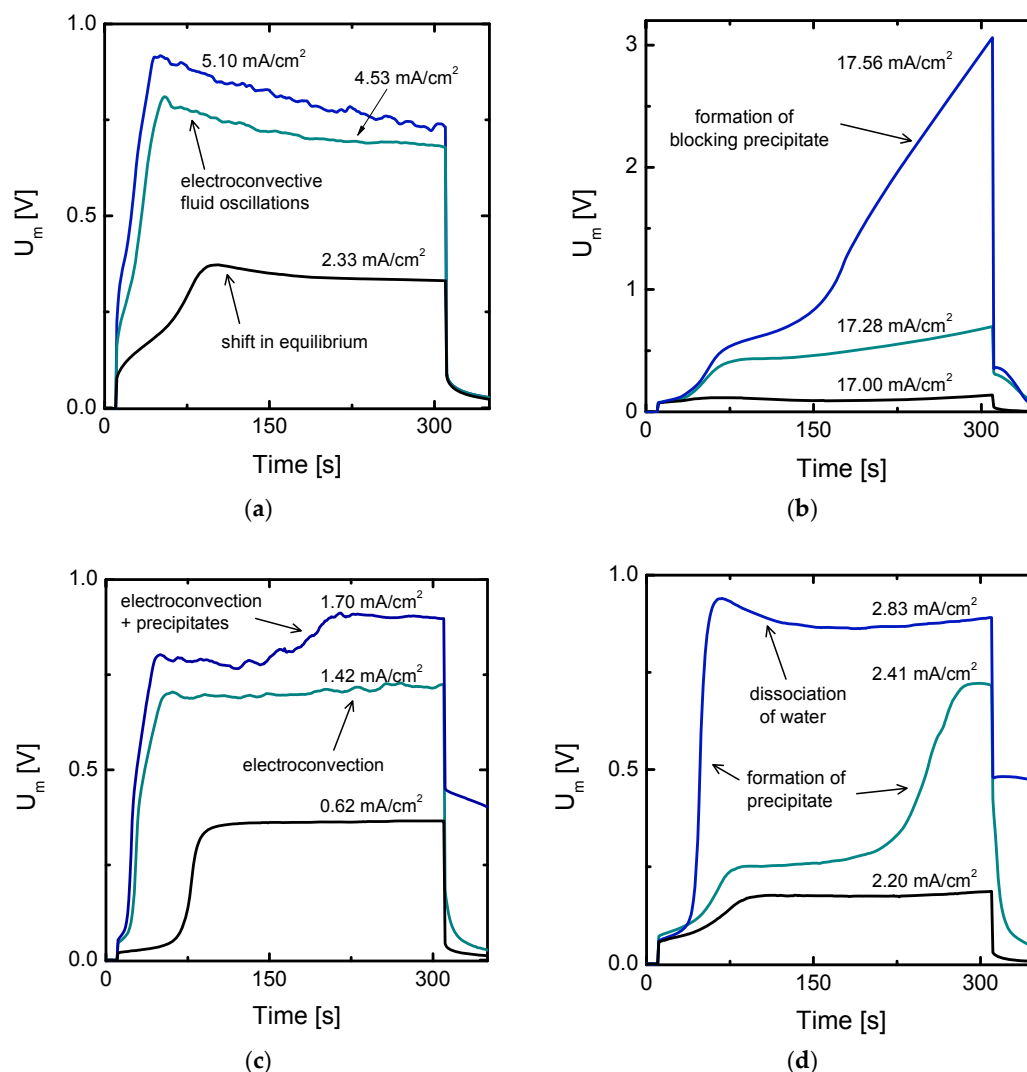 1.0
5.10 mA/cm²
4.53 mA/cm²
electroconvective
fluid oscillations
0.5
2.33 mA/cm²
shift in equilibrium
0.0
0 150 300
U_m [V]
Time [s]
(a)
3
17.56 mA/cm²
formation of
blocking precipitate
2
1
17.28 mA/cm²
17.00 mA/cm²
0
0 150 300
U_m [V]
Time [s]
(b)
1.0
electroconvection
+ precipitates
1.70 mA/cm²
1.42 mA/cm²
0.5
electroconvection
0.62 mA/cm²
0.0
0 150 300
U_m [V]
Time [s]
(c)
1.0
2.83 mA/cm²
2.41 mA/cm²
dissociation
of water
0.5
formation of
precipitate
2.20 mA/cm²
0.0
0 150 300
U_m [V]
Time [s]
(d)